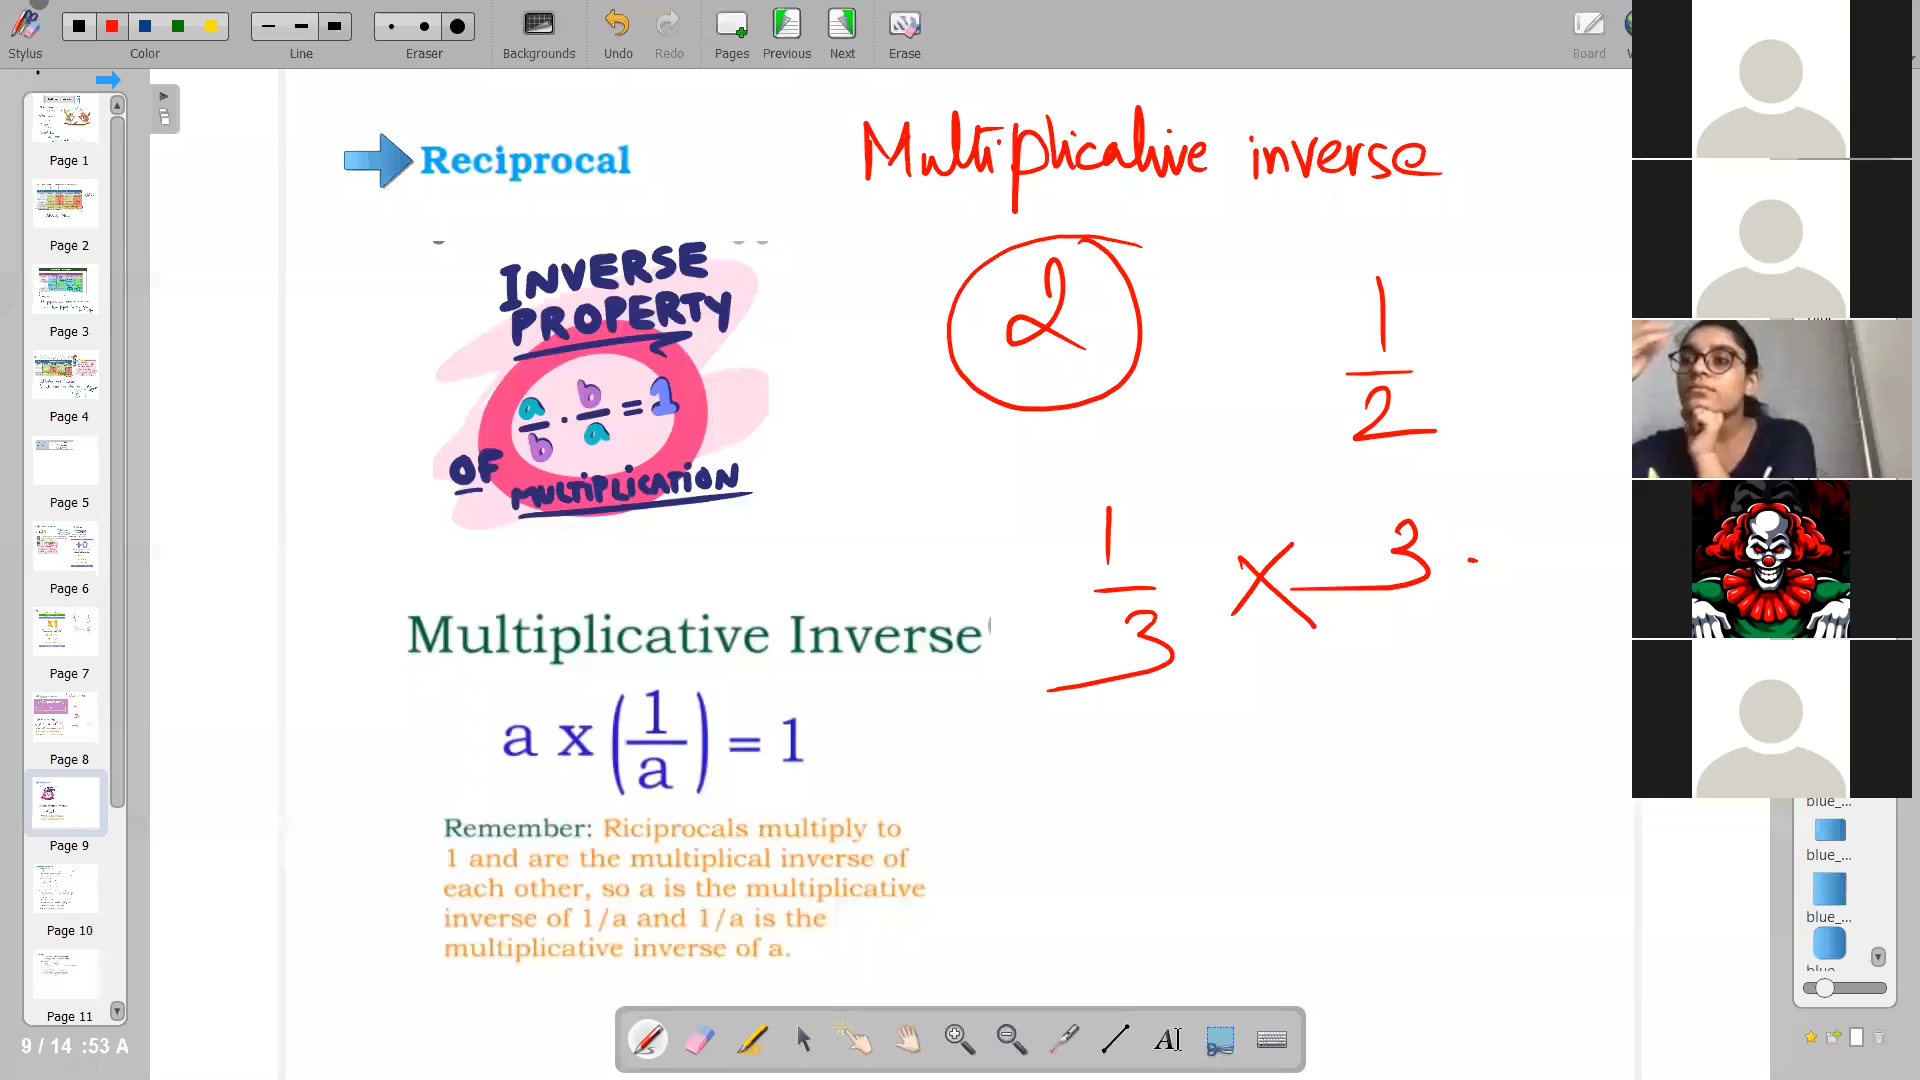 Stylus Color Line Eraser Backgrounds Undo Redo Pages Previous Next Erase Board
Page 1
Page 2
Page 3
Page 4
Page 5
Page 6
Page 7
Page 8
Page 9
Page 10
Page 11
9 / 14 :53 A
Reciprocal
Multiplicative inverse
INVERSE
PROPERTY
a/b · b/a = 1
OF MULTIPLICATION
2
1/2
1/3 × 3
Multiplicative Inverse
a x (1/a) = 1
Remember: Riciprocals multiply to
1 and are the multiplical inverse of
each other, so a is the multiplicative
inverse of 1/a and 1/a is the
multiplicative inverse of a.
blue_...
blue_...
blue_...